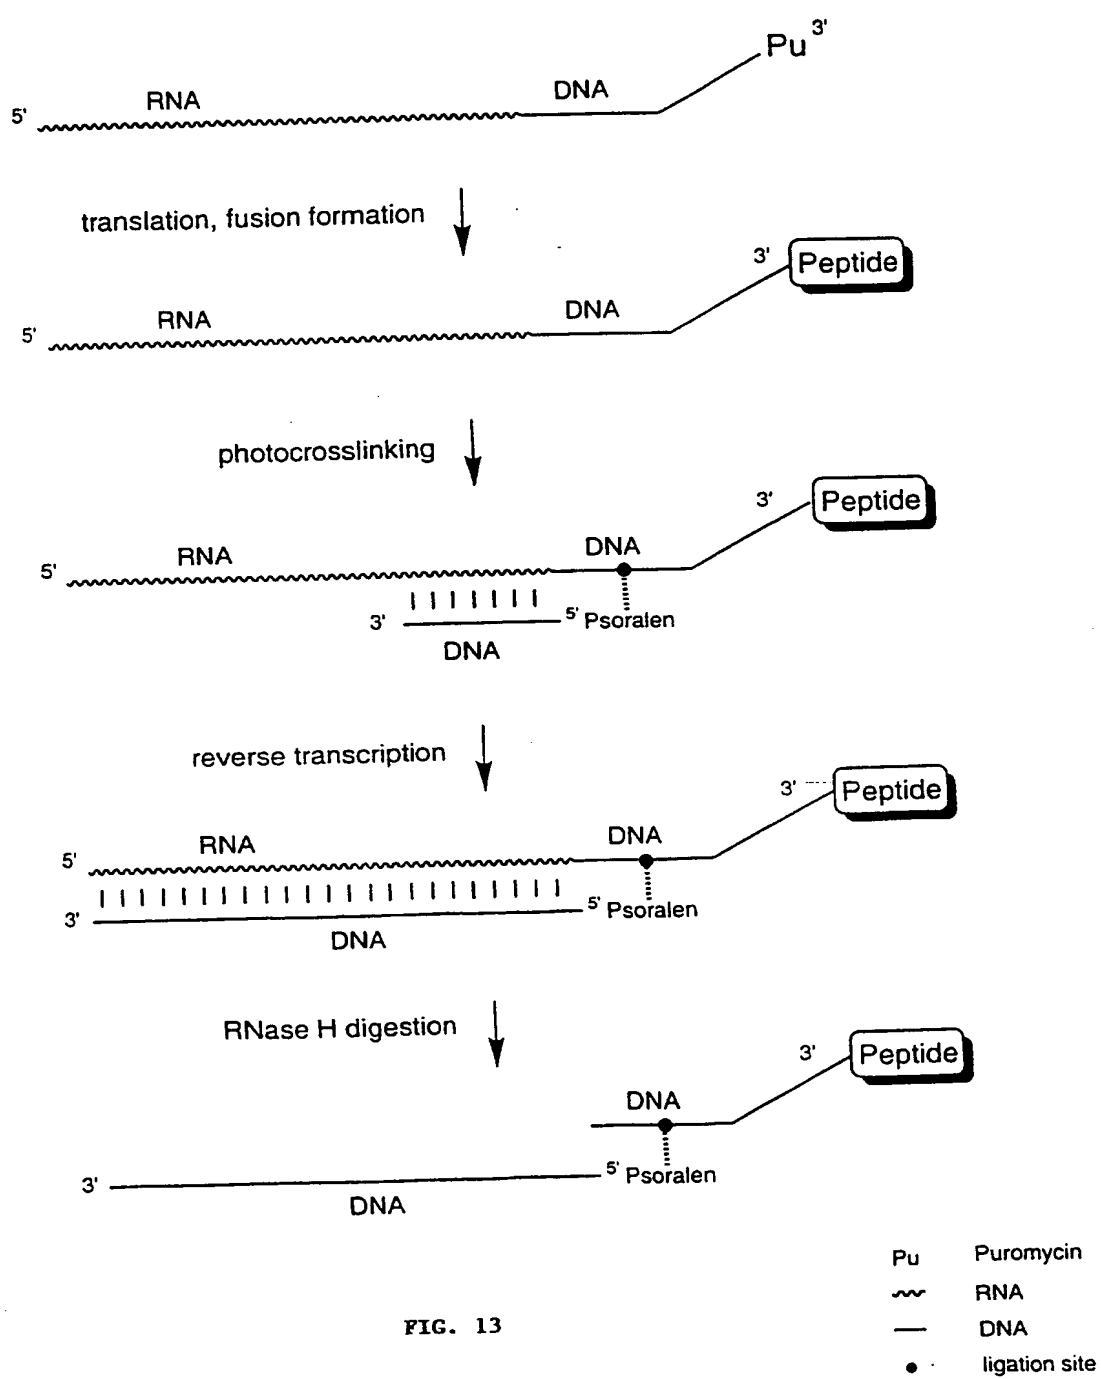 Pu 3'
5' RNA DNA
translation, fusion formation
3' Peptide
5' RNA DNA
photocrosslinking
3' Peptide
5' RNA DNA
3' 5' Psoralen
DNA
reverse transcription
3' Peptide
5' RNA DNA
3' 5' Psoralen
DNA
RNase H digestion
3' Peptide
DNA
3' 5' Psoralen
DNA
Pu Puromycin
RNA
DNA
ligation site
FIG. 13